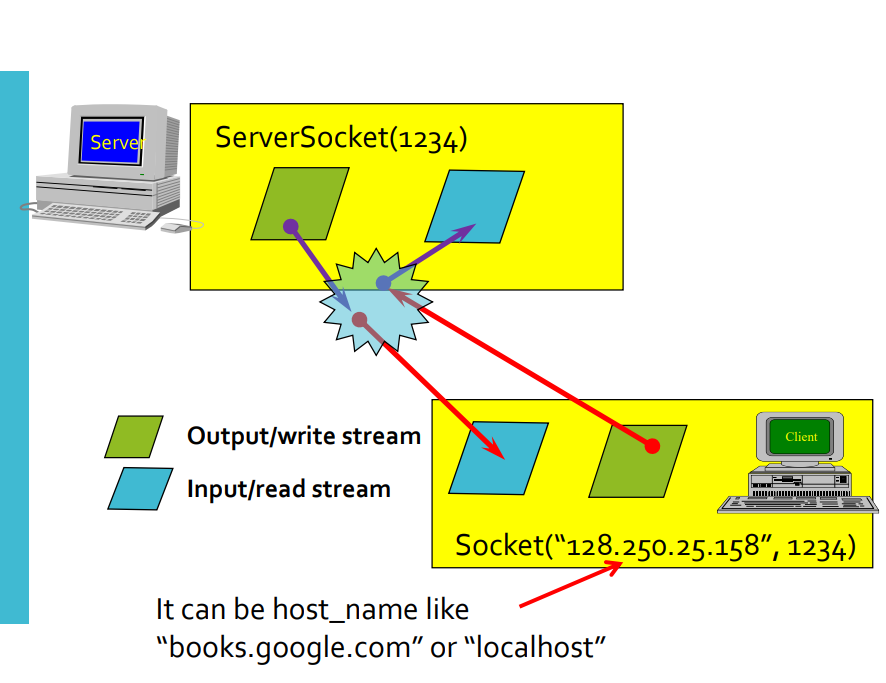 Server
ServerSocket(1234)
Output/write stream
Input/read stream
Client
Socket(“128.250.25.158”, 1234)
It can be host_name like
“books.google.com” or “localhost”